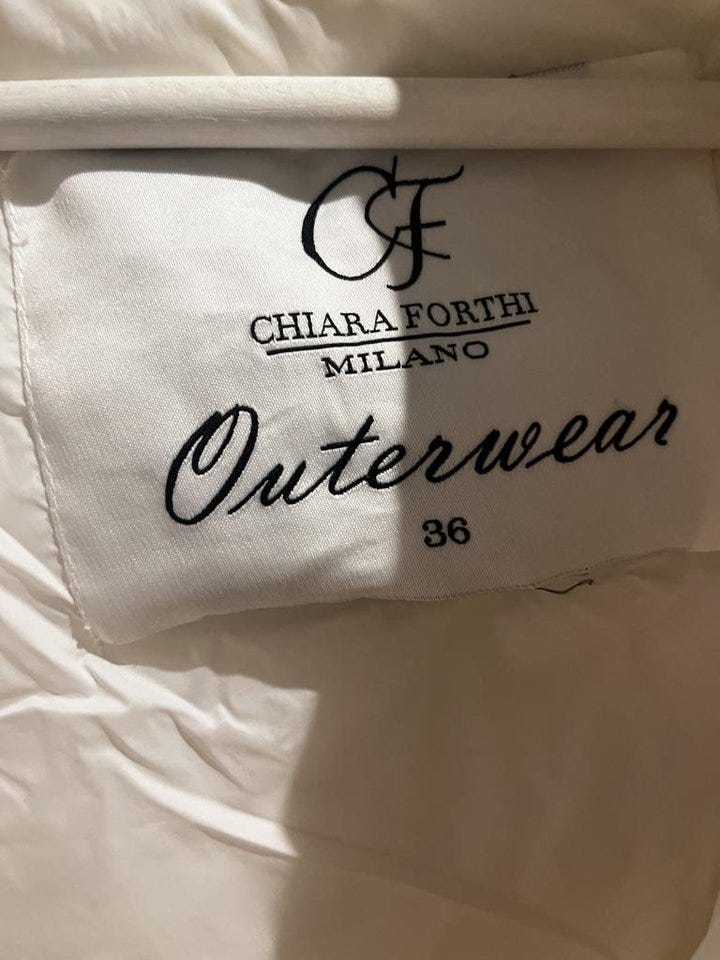 CF
CHIARA FORTHI
MILANO
Outerwear
36